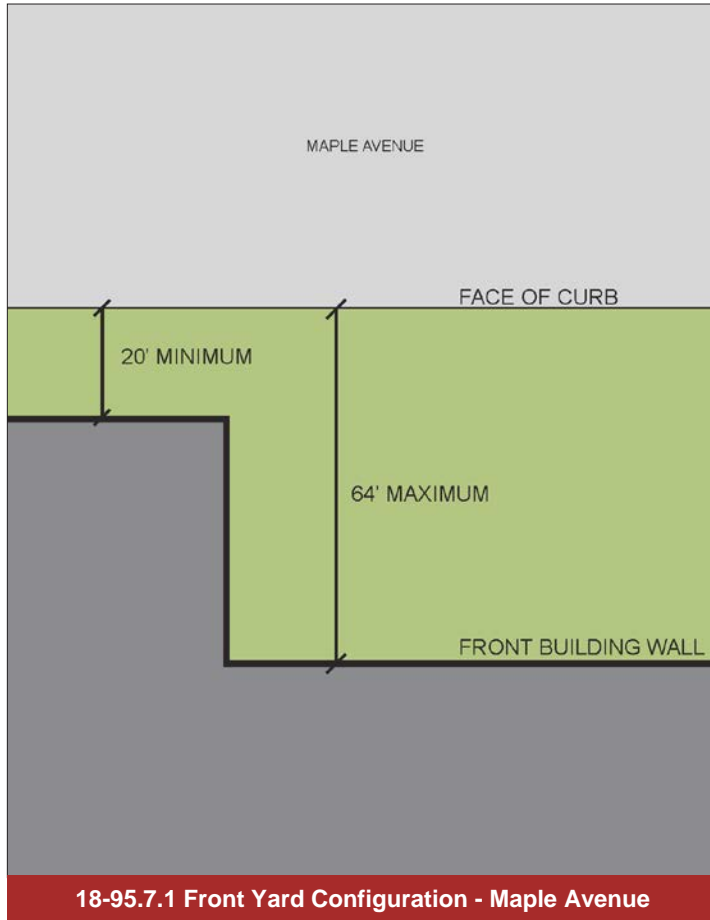 MAPLE AVENUE
FACE OF CURB
20' MINIMUM
64' MAXIMUM
FRONT BUILDING WALL
18-95.7.1 Front Yard Configuration - Maple Avenue